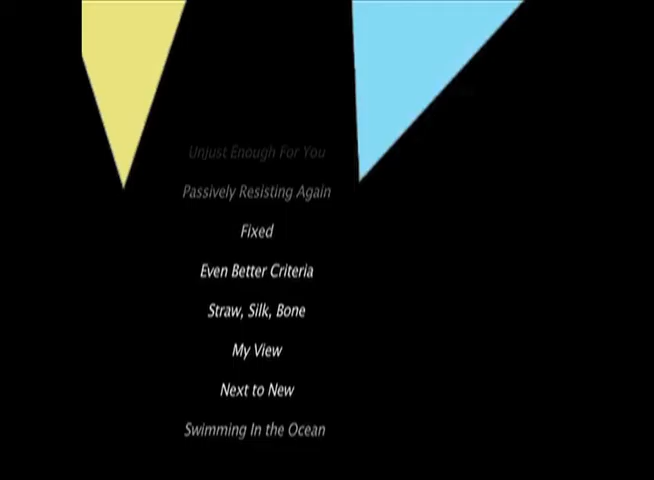 Unjust Enough For You
Passively Resisting Again
Fixed
Even Better Criteria
Straw, Silk, Bone
My View
Next to New
Swimming In the Ocean